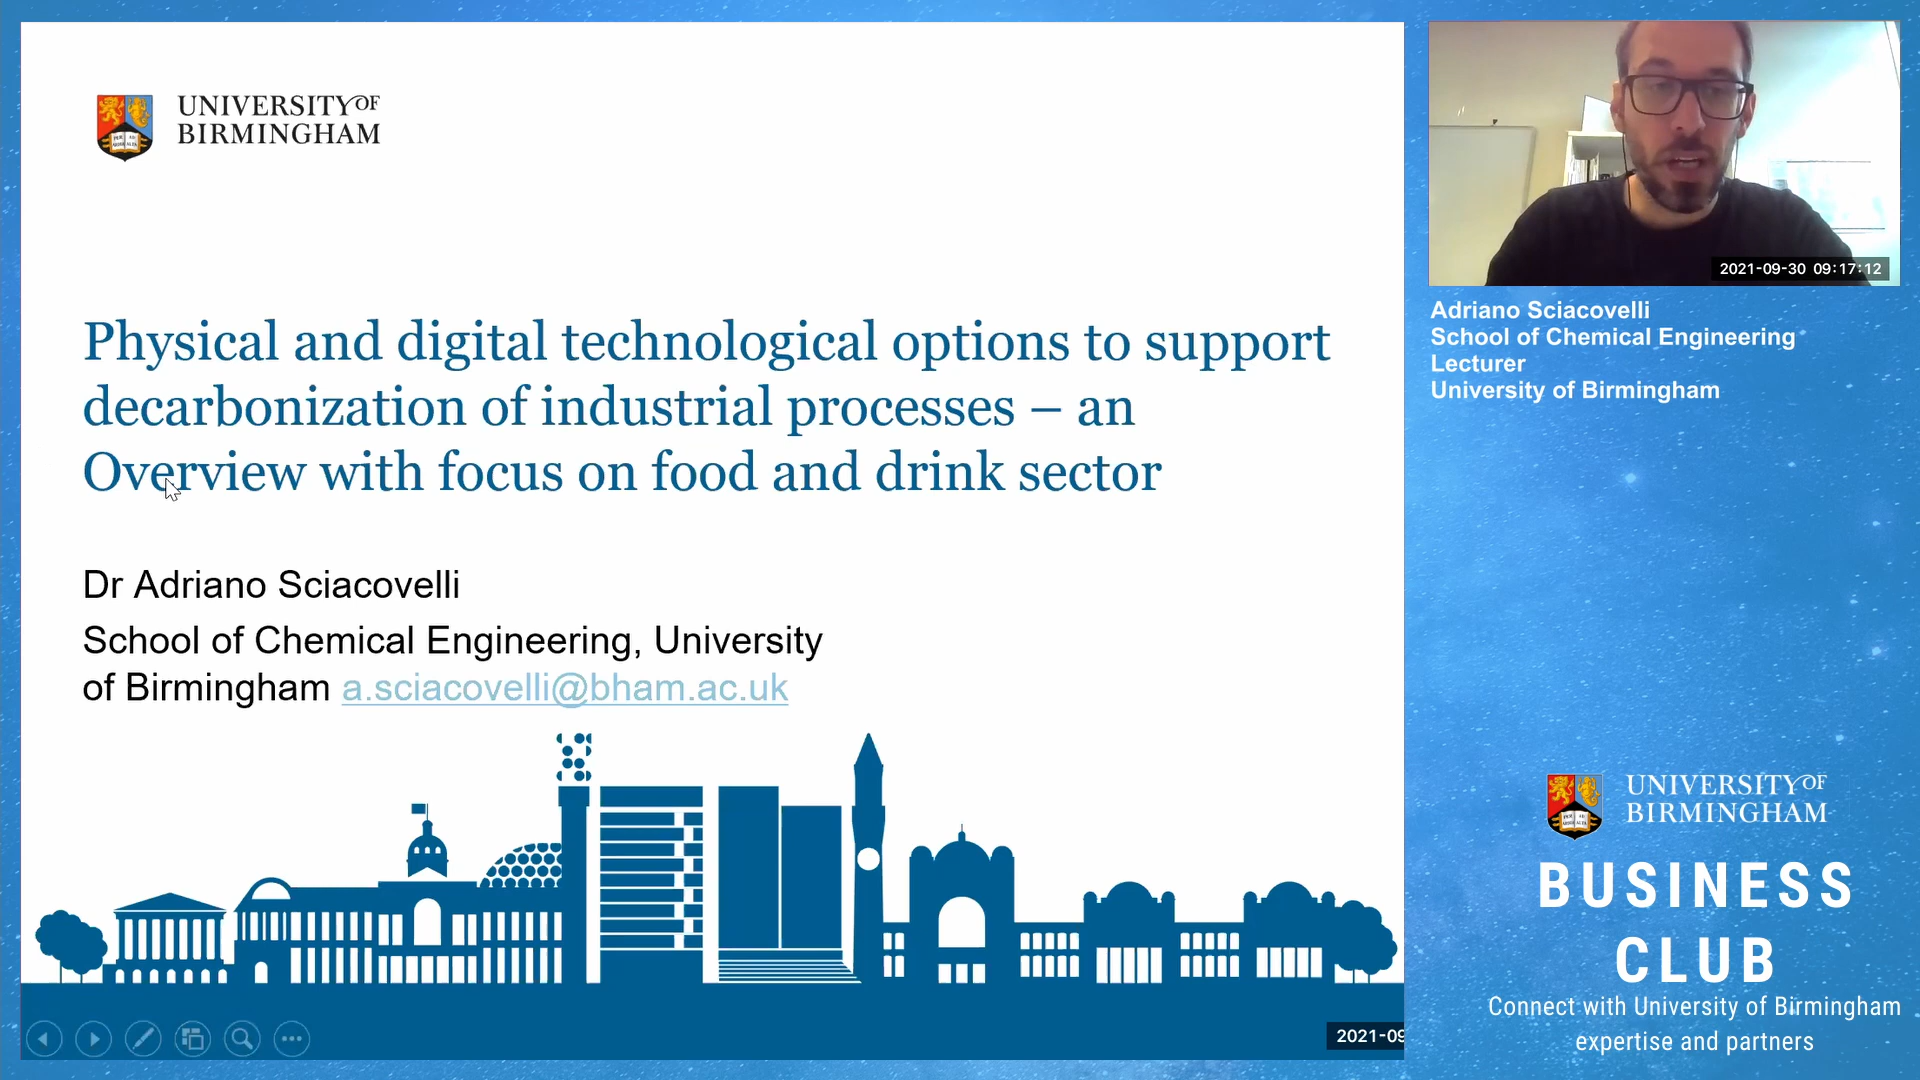 UNIVERSITY OF
BIRMINGHAM
Physical and digital technological options to support
decarbonization of industrial processes – an
Overview with focus on food and drink sector
Dr Adriano Sciacovelli
School of Chemical Engineering, University
of Birmingham a.sciacovelli@bham.ac.uk
2021-09
2021-09-30 09:17:12
Adriano Sciacovelli
School of Chemical Engineering
Lecturer
University of Birmingham
UNIVERSITY OF
BIRMINGHAM
BUSINESS
CLUB
Connect with University of Birmingham
expertise and partners